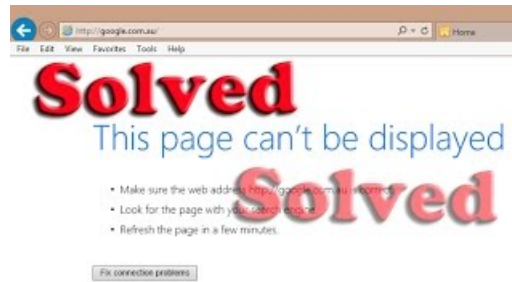 http://google.com.au/
Home
File Edit View Favorites Tools Help
Solved
This page can't be displayed
Make sure the web address http://google.com.au is correct.
Solved
Look for the page with your search engine.
Refresh the page in a few minutes.
Fix connection problems